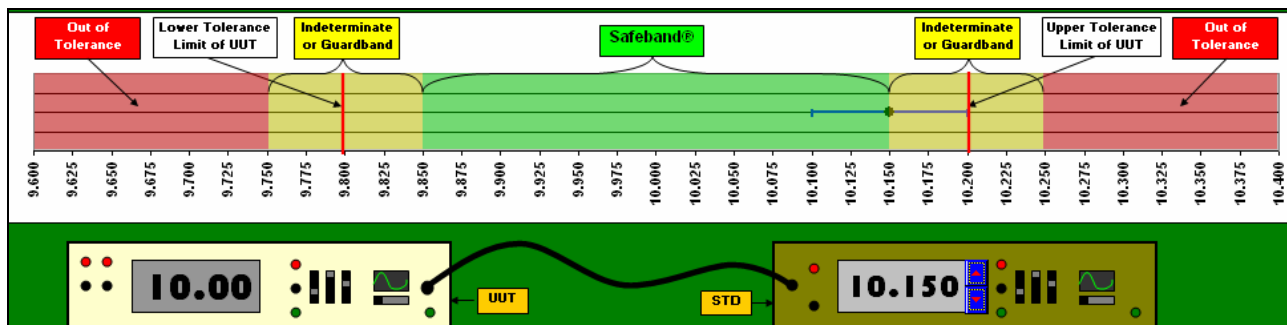 Out of
Tolerance
Lower Tolerance
Limit of UUT
Indeterminate
or Guardband
Safeband®
Indeterminate
or Guardband
Upper Tolerance
Limit of UUT
Out of
Tolerance
9.600
9.625
9.650
9.675
9.700
9.725
9.750
9.775
9.800
9.825
9.850
9.875
9.900
9.925
9.950
9.975
10.000
10.025
10.050
10.075
10.100
10.125
10.150
10.175
10.200
10.225
10.250
10.275
10.300
10.325
10.350
10.375
10.400
10.00
UUT
STD
10.150